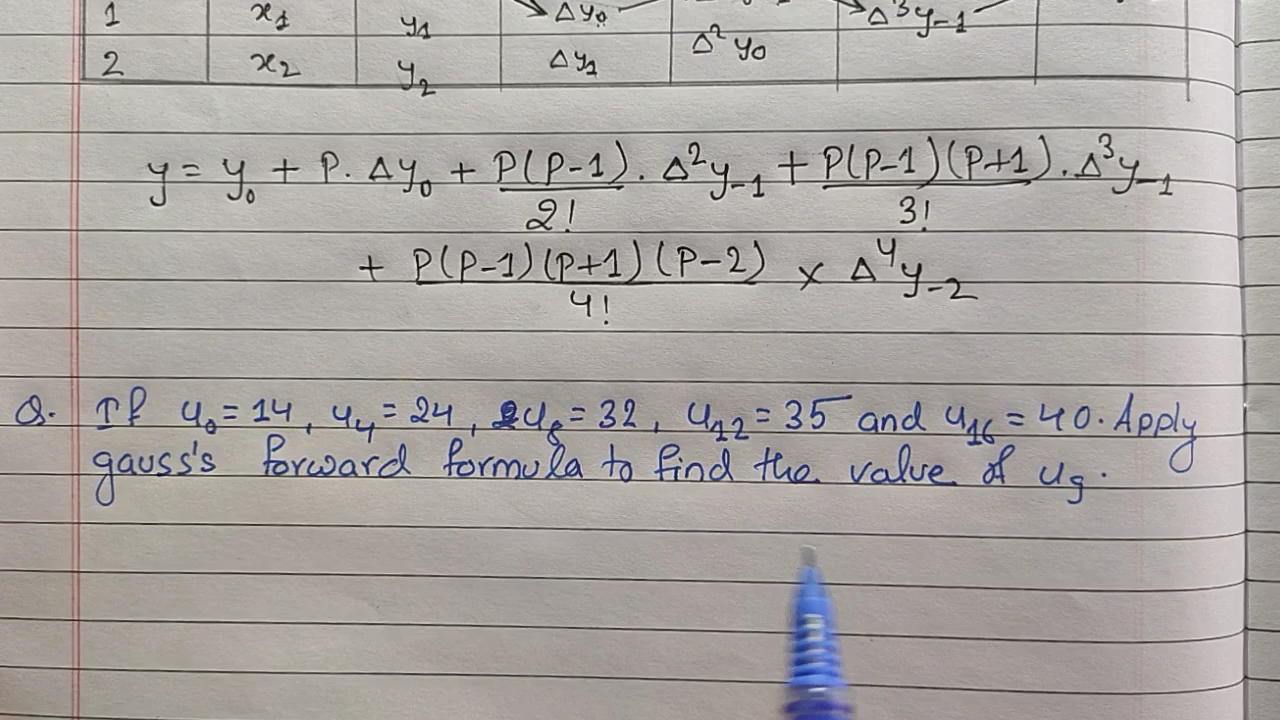 1 x1 y1 Δy0 Δ³y-1
2 x2 y2 Δy1 Δ²y0
y = y0 + P. Δy0 + P(P-1)/2! . Δ²y-1 + P(P-1)(P+1)/3! . Δ³y-1
+ P(P-1)(P+1)(P-2)/4! × Δ⁴y-2
Q. If u0 = 14, u4 = 24, u8 = 32, u12 = 35 and u16 = 40. Apply
gauss's forward formula to find the value of u9.